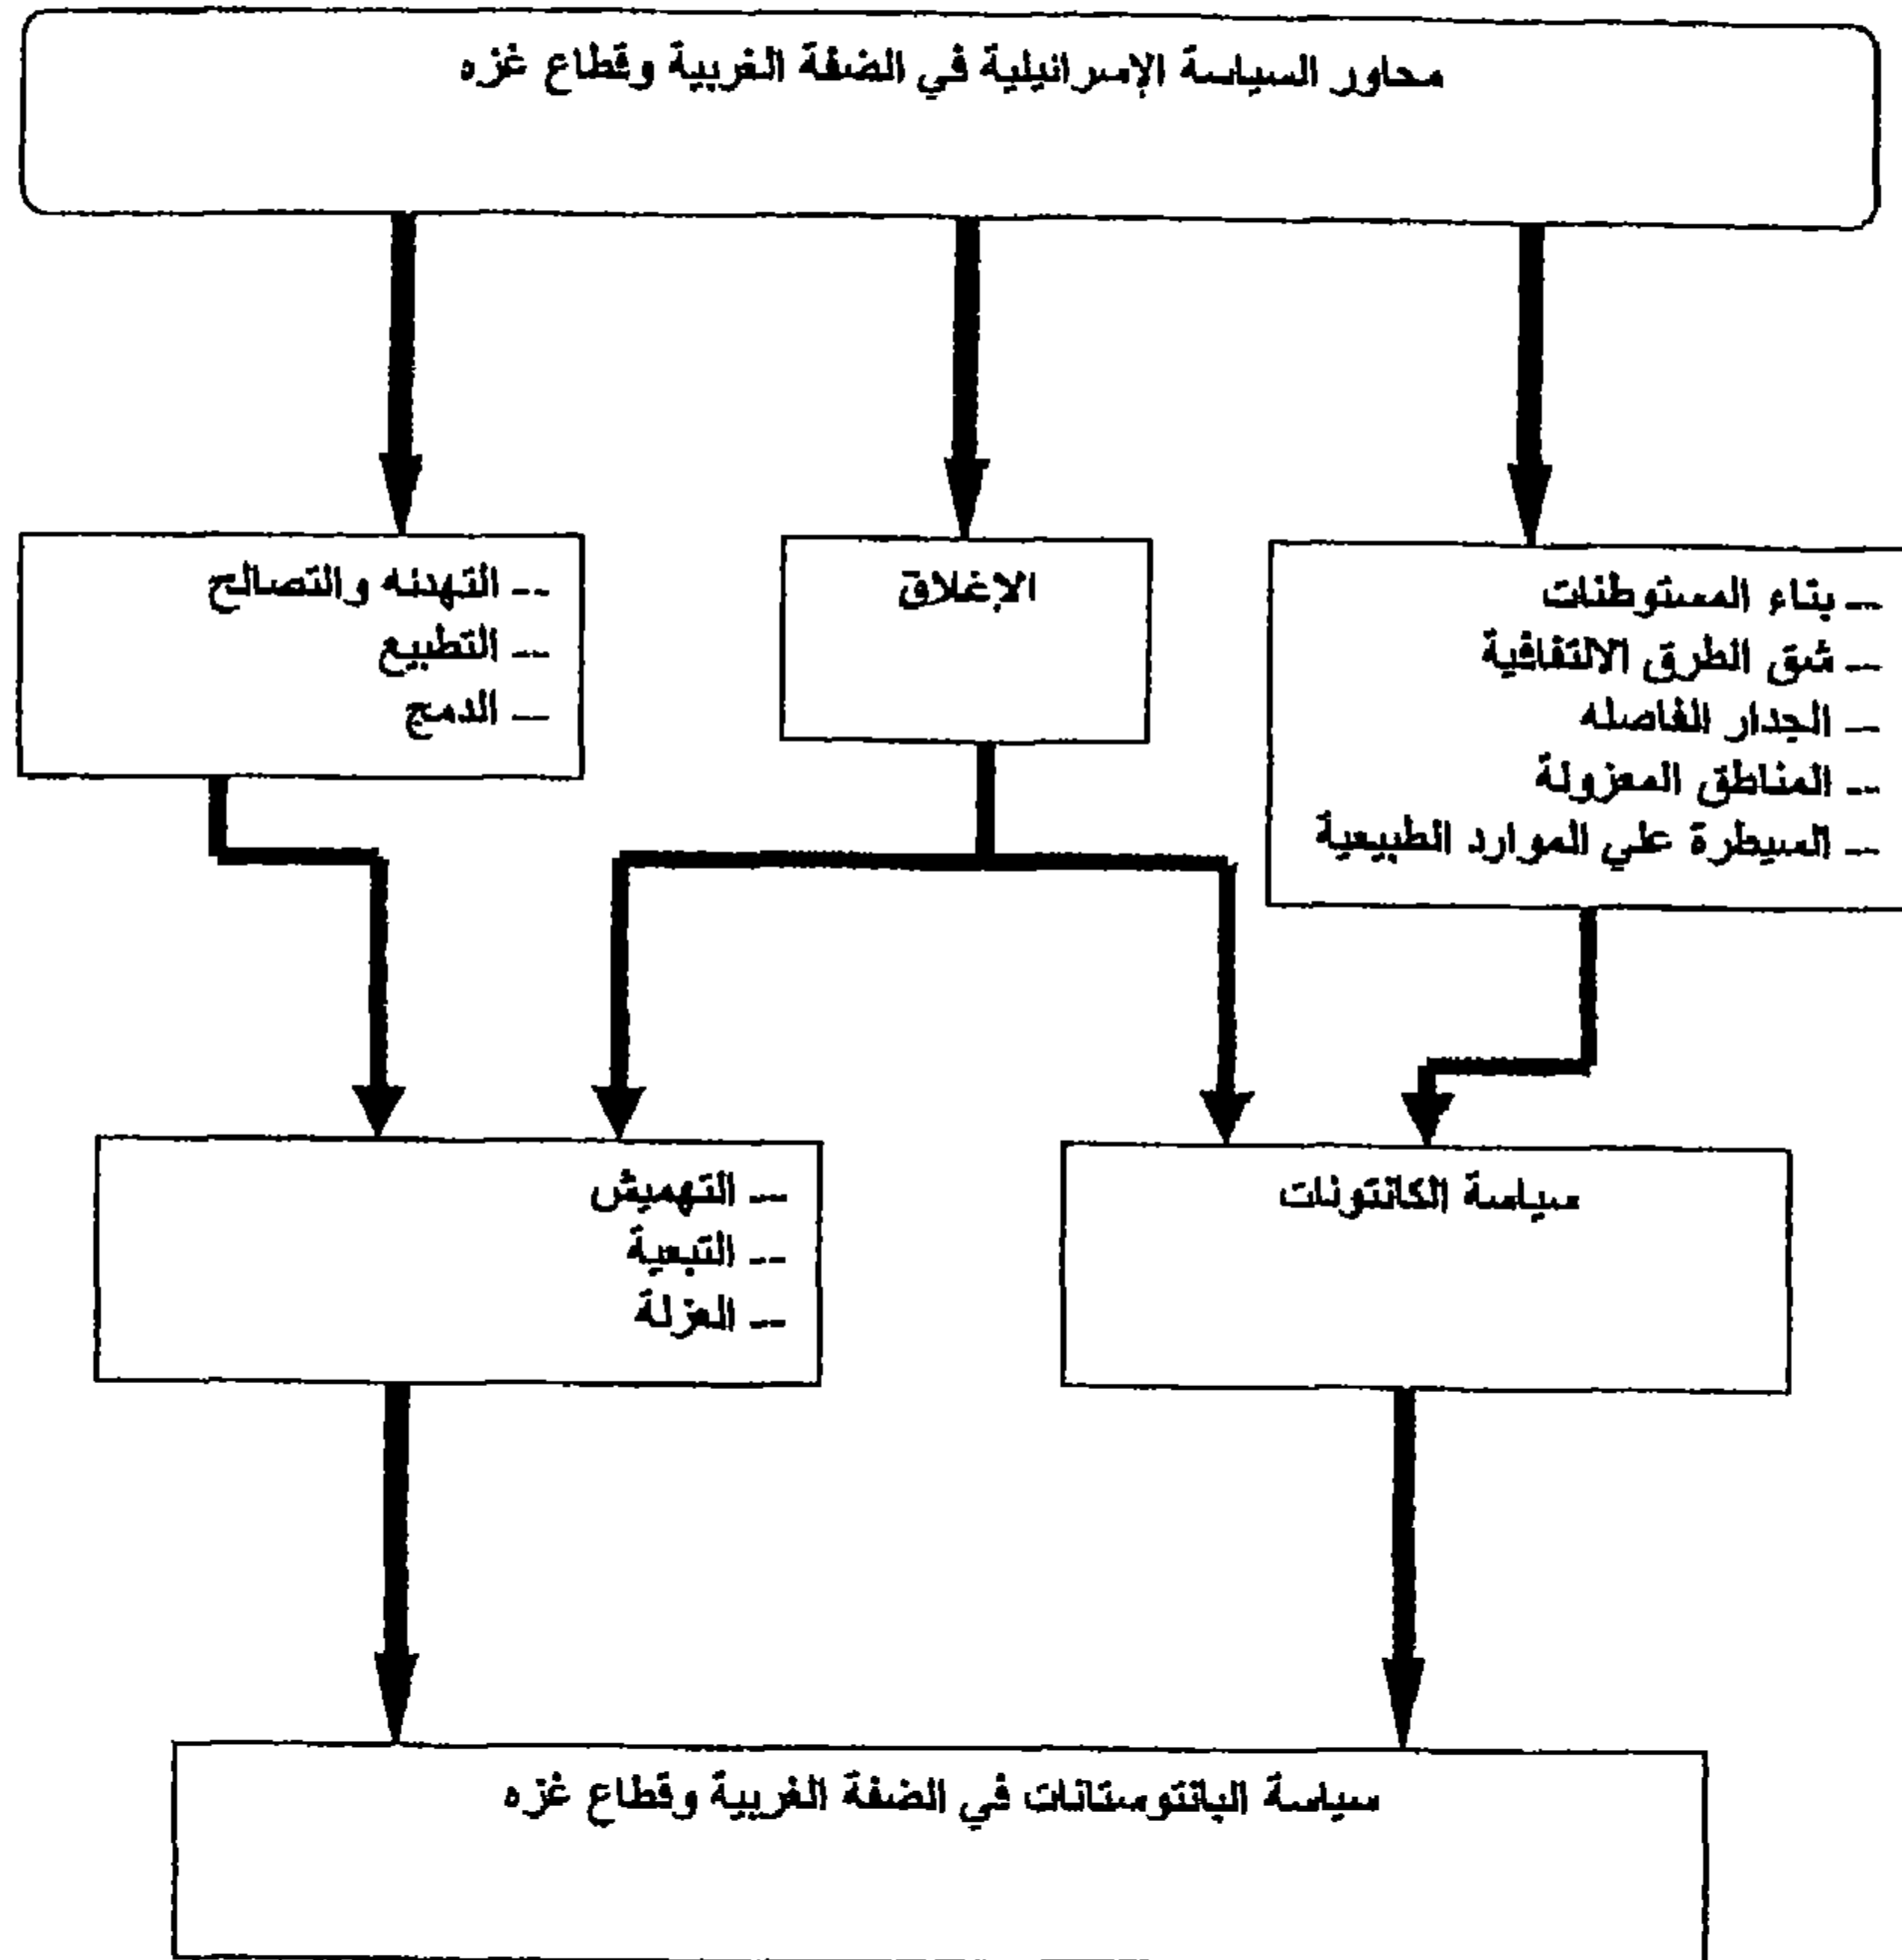 محاور السياسة الإسرائيلية في الضفة الغربية وقطاع غزه
الإغلاق
-- التهدئه والتصالح
-- التطبيع
-- الدمج
-- بناء المستوطنات
-- شق الطرق الالتفافية
-- الجدار الفاصله
-- المناطق المعزولة
-- السيطرة علي الموارد الطبيعية
سياسة الكانتونات
-- التهميش
-- التبعية
-- العزلة
سياسة البانتوستانات في الضفة الغربية وقطاع غزه